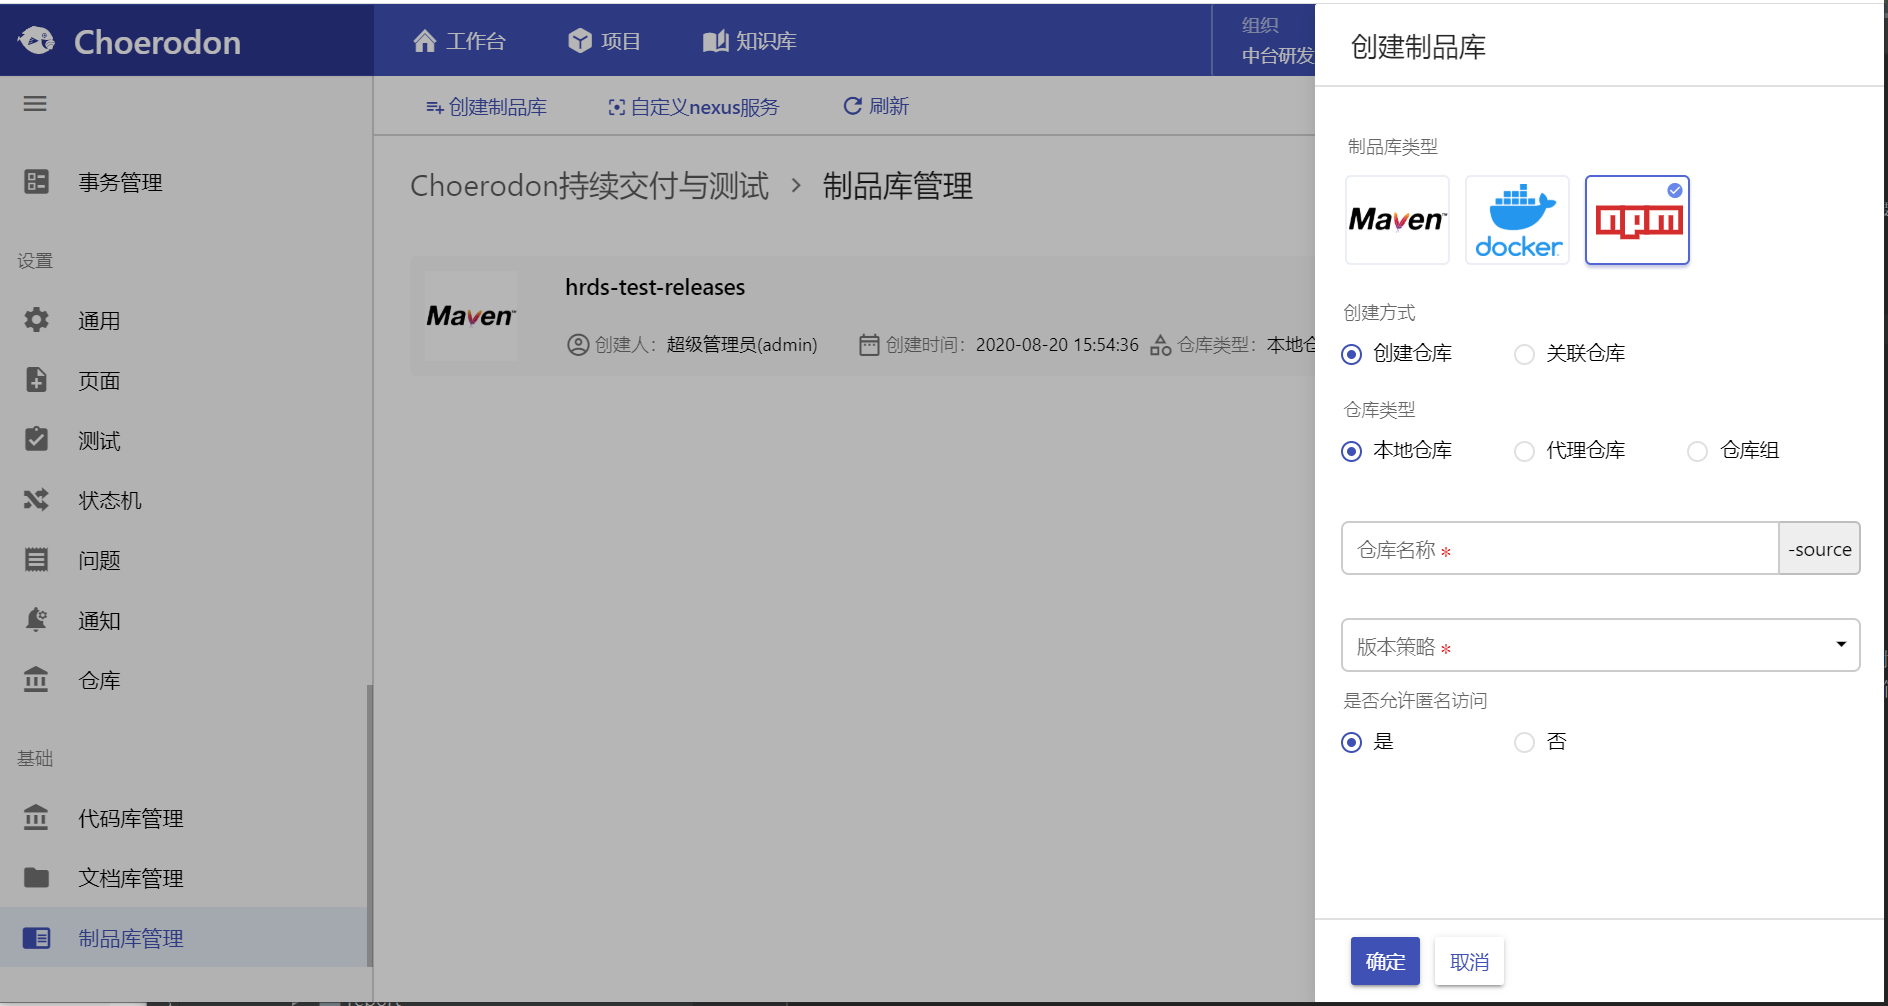 Choerodon
工作台
项目
知识库
组织
中台研发
创建制品库
自定义nexus服务
刷新
Choerodon持续交付与测试 › 制品库管理
事务管理
设置
通用
页面
测试
状态机
问题
通知
仓库
基础
代码库管理
文档库管理
制品库管理
Maven™
hrds-test-releases
创建人：超级管理员(admin)
创建时间：2020-08-20 15:54:36
仓库类型：本地仓
创建制品库
制品库类型
Maven™
docker
npm
创建方式
创建仓库
关联仓库
仓库类型
本地仓库
代理仓库
仓库组
仓库名称 *
-source
版本策略 *
是否允许匿名访问
是
否
确定
取消